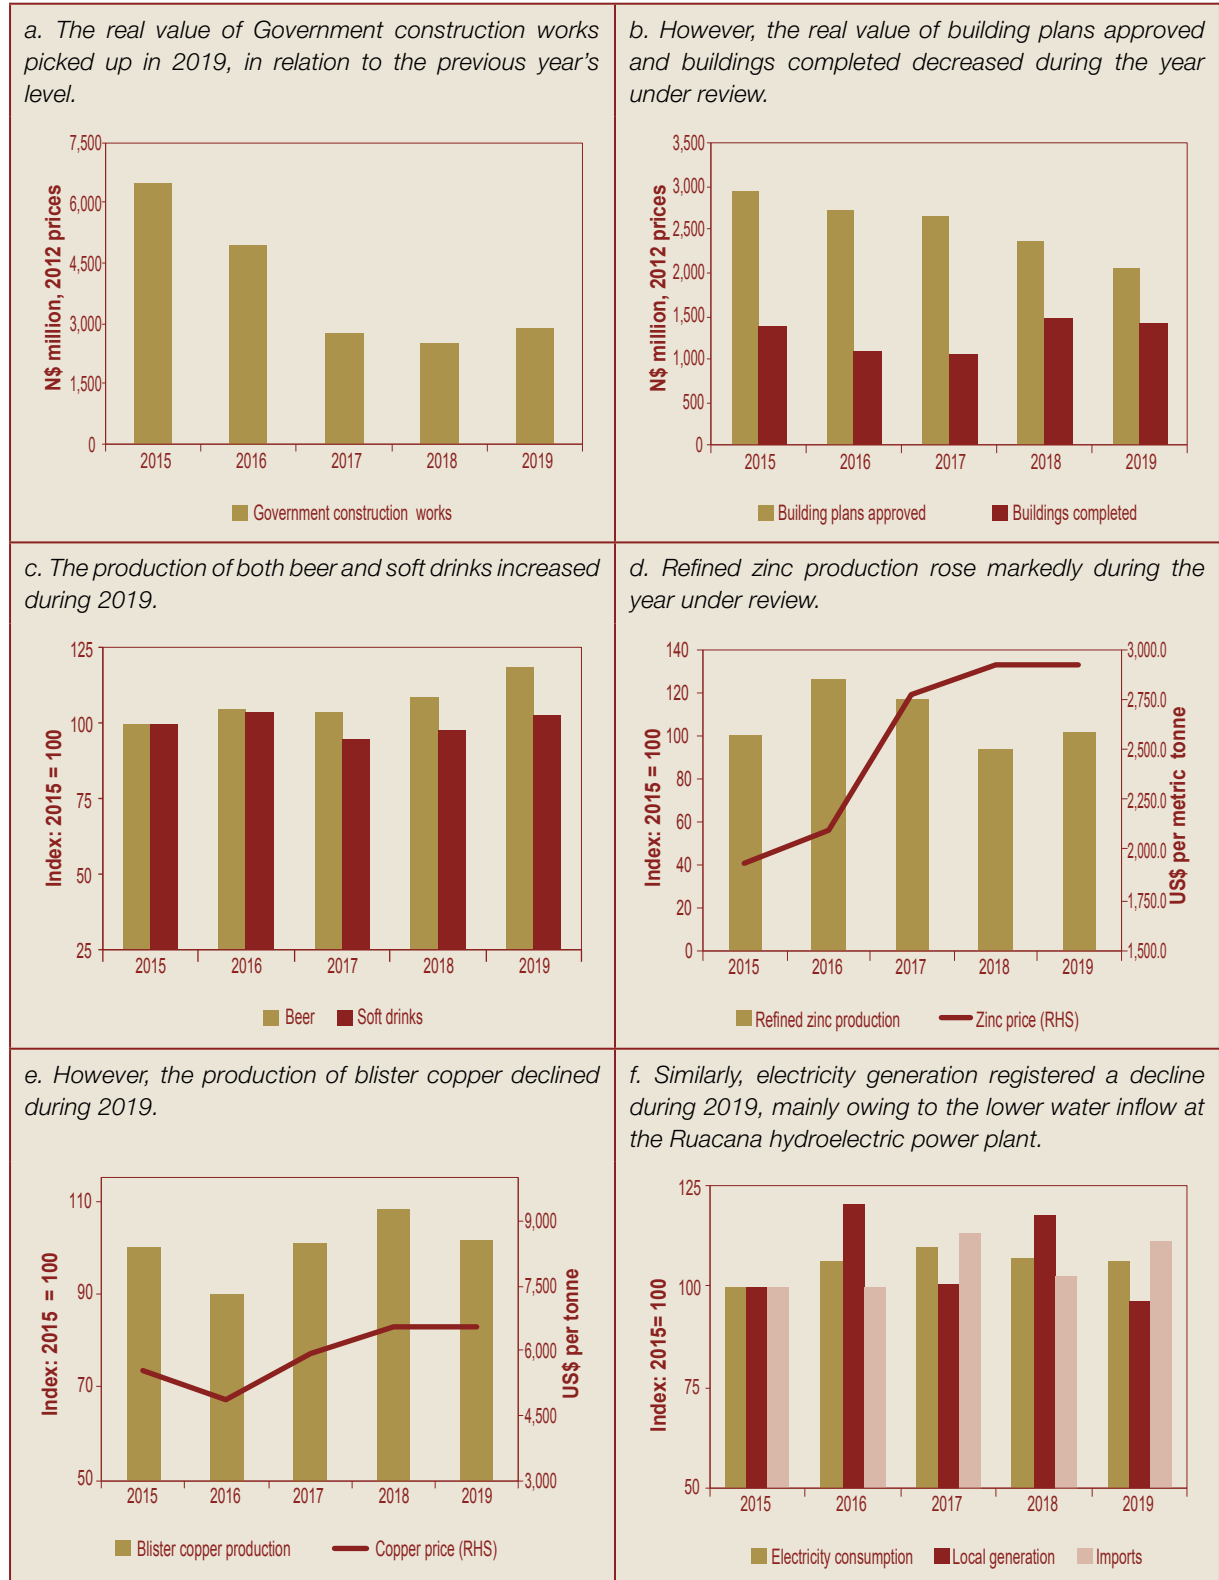 a. The real value of Government construction works
picked up in 2019, in relation to the previous year's
level.
7,500
6,000
4,500
3,000
1,500
0
N$ million, 2012 prices
2015 2016 2017 2018 2019
Government construction works
b. However, the real value of building plans approved
and buildings completed decreased during the year
under review.
3,500
3,000
2,500
2,000
1,500
1,000
500
0
N$ million, 2012 prices
2015 2016 2017 2018 2019
Building plans approved Buildings completed
c. The production of both beer and soft drinks increased
during 2019.
125
100
75
50
25
Index: 2015 = 100
2015 2016 2017 2018 2019
Beer Soft drinks
d. Refined zinc production rose markedly during the
year under review.
140
120
100
80
60
40
20
0
Index: 2015 = 100
3,000.0
2,750.0
2,500.0
2,250.0
2,000.0
1,750.0
1,500.0
US$ per metric tonne
2015 2016 2017 2018 2019
Refined zinc production Zinc price (RHS)
e. However, the production of blister copper declined
during 2019.
110
90
70
50
Index: 2015 = 100
9,000
7,500
6,000
4,500
3,000
US$ per tonne
2015 2016 2017 2018 2019
Blister copper production Copper price (RHS)
f. Similarly, electricity generation registered a decline
during 2019, mainly owing to the lower water inflow at
the Ruacana hydroelectric power plant.
125
100
75
50
Index: 2015= 100
2015 2016 2017 2018 2019
Electricity consumption Local generation Imports